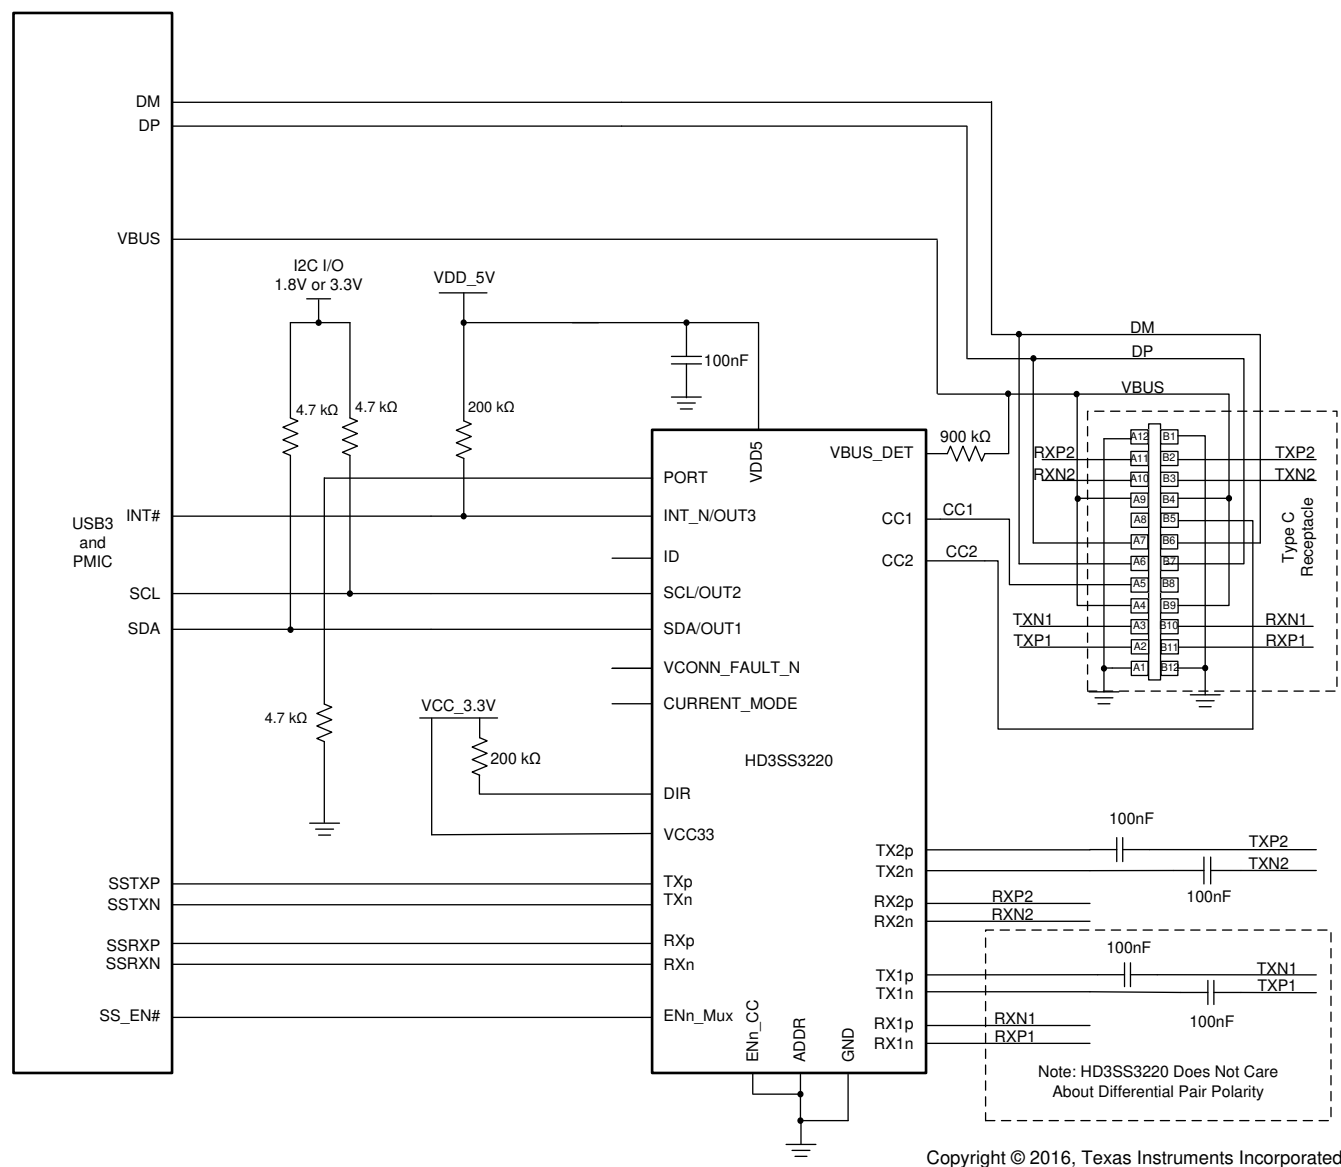 DM
DP
VBUS
I2C I/O
1.8V or 3.3V
VDD_5V
DM
DP
VBUS
100nF
4.7 kΩ
4.7 kΩ
200 kΩ
900 kΩ
VBUS_DET
VDD5
PORT
INT#
INT_N/OUT3
CC1
CC1
USB3
and
PMIC
ID
CC2
CC2
SCL
SCL/OUT2
SDA
SDA/OUT1
VCONN_FAULT_N
CURRENT_MODE
VCC_3.3V
4.7 kΩ
200 kΩ
HD3SS3220
DIR
VCC33
A12 B1
RXP2 A11 B2 TXP2
RXN2 A10 B3 TXN2
A9 B4
A8 B5
A7 B6
A6 B7
A5 B8
A4 B9
TXN1 A3 B10 RXN1
TXP1 A2 B11 RXP1
A1 B12
Type C
Receptacle
100nF
TX2p TXP2
TX2n TXN2
100nF
SSTXP TXp
SSTXN TXn
RX2p RXP2
RX2n RXN2
SSRXP RXp
SSRXN RXn
100nF
TX1p TXN1
TX1n TXP1
100nF
SS_EN# ENn_Mux
RX1p RXN1
RX1n RXP1
ENn_CC
ADDR
GND
Note: HD3SS3220 Does Not Care
About Differential Pair Polarity
Copyright © 2016, Texas Instruments Incorporated